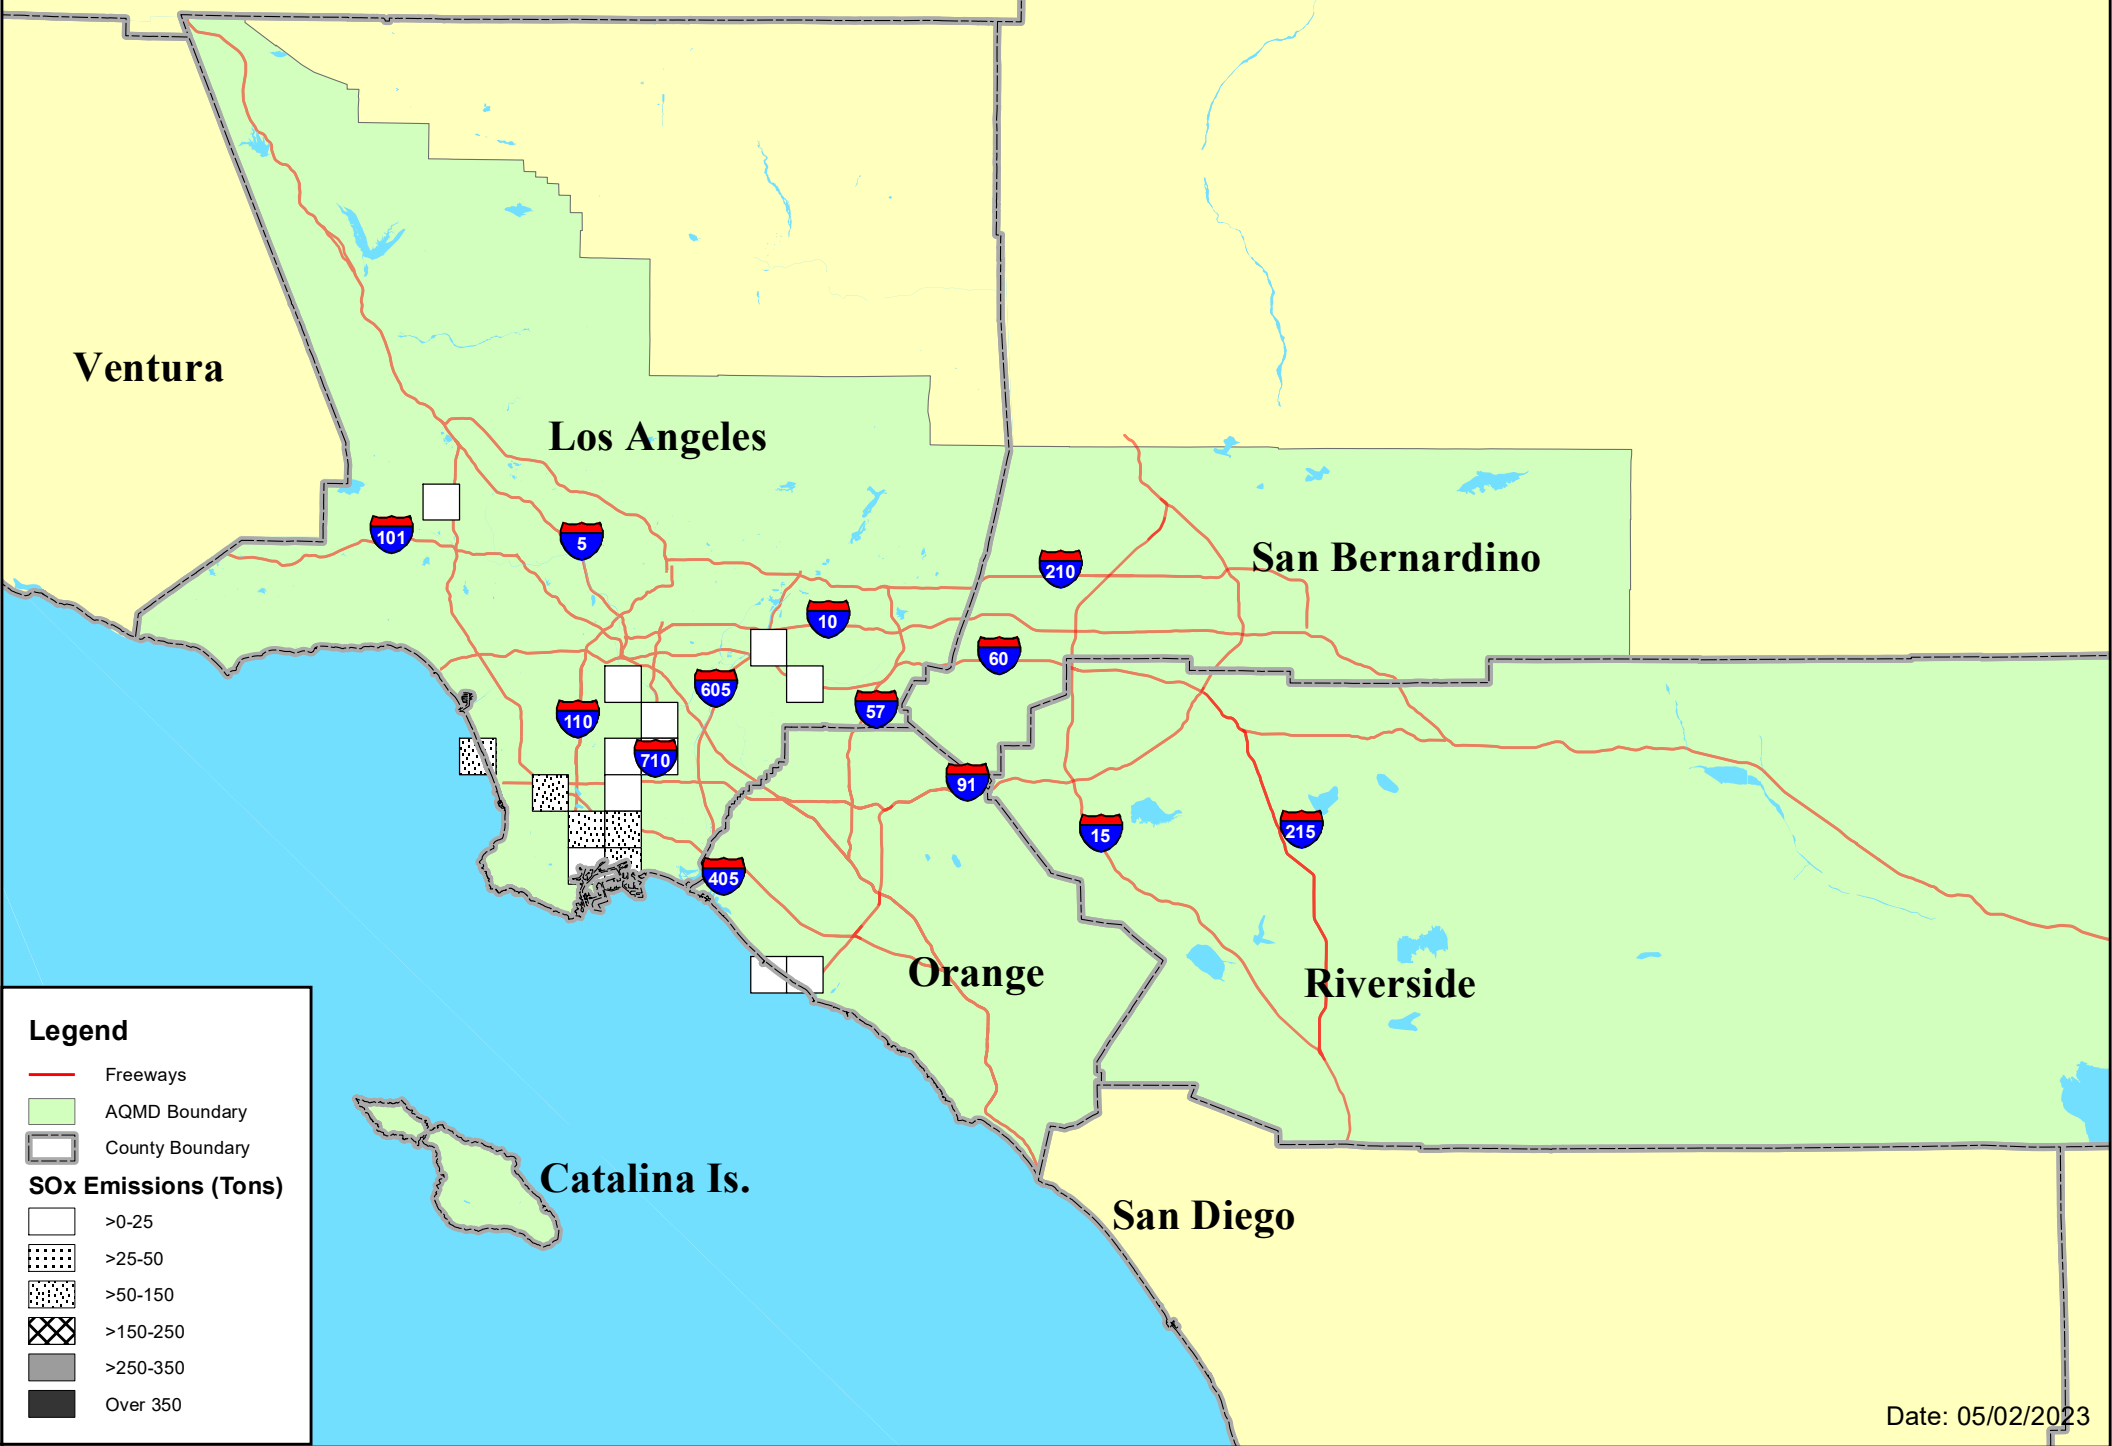 Ventura
Los Angeles
101
5
210
San Bernardino
10
60
605
57
110
710
91
15
215
405
Orange
Riverside
Catalina Is.
San Diego
Legend
Freeways
AQMD Boundary
County Boundary
SOx Emissions (Tons)
>0-25
>25-50
>50-150
>150-250
>250-350
Over 350
Date: 05/02/2023